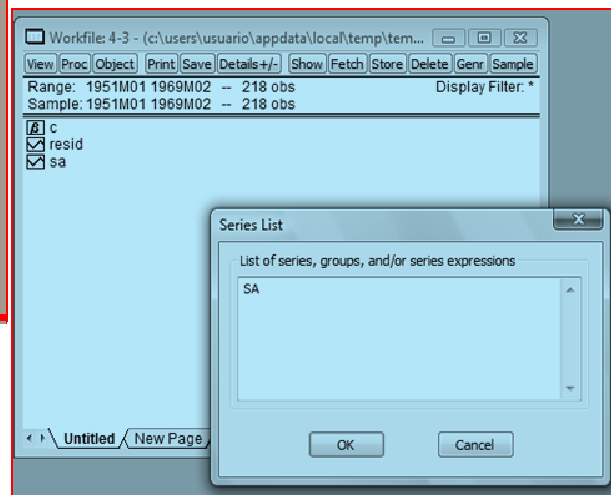 Workfile: 4-3 - (c:\users\usuario\appdata\local\temp\tem...
View Proc Object Print Save Details+/- Show Fetch Store Delete Genr Sample
Range: 1951M01 1969M02 -- 218 obs Display Filter: *
Sample: 1951M01 1969M02 -- 218 obs
β c
resid
sa
Series List
List of series, groups, and/or series expressions
SA
OK Cancel
Untitled New Page